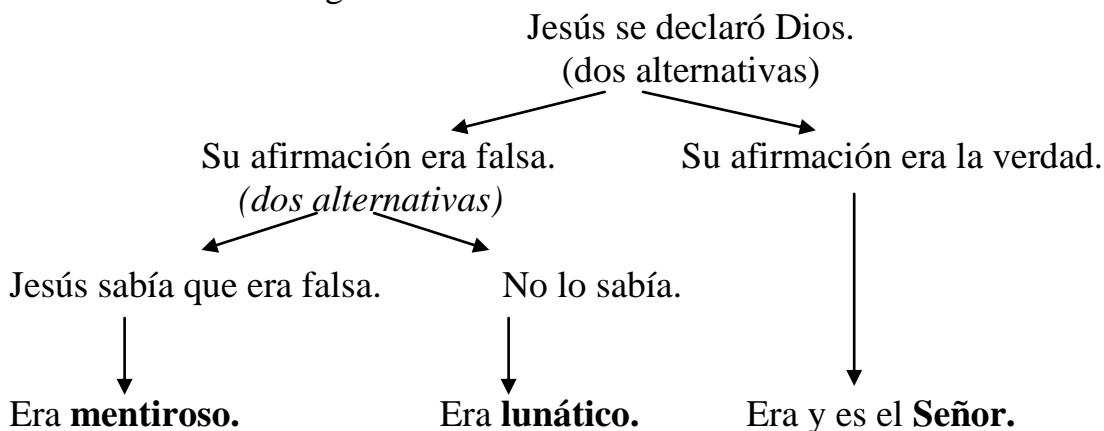 Jesús se declaró Dios.
(dos alternativas)
Su afirmación era falsa. Su afirmación era la verdad.
(dos alternativas)
Jesús sabía que era falsa. No lo sabía.
Era mentiroso. Era lunático. Era y es el Señor.